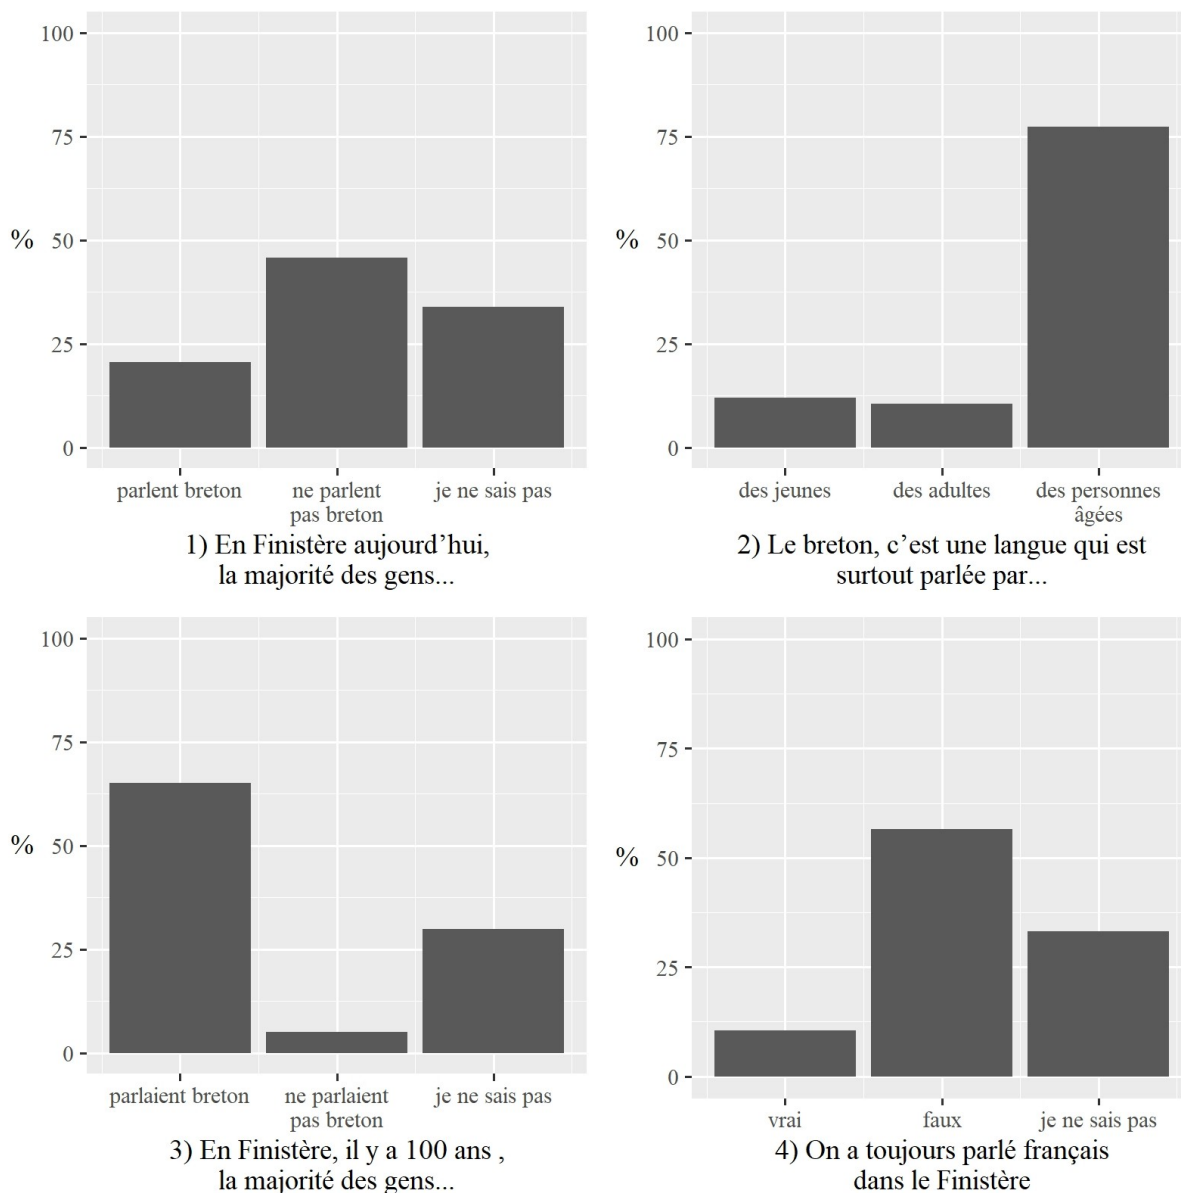 100
75
% 50
25
0
parlent breton ne parlent je ne sais pas
pas breton
1) En Finistère aujourd’hui,
la majorité des gens...
100
75
% 50
25
0
des jeunes des adultes des personnes
âgées
2) Le breton, c’est une langue qui est
surtout parlée par...
100
75
% 50
25
0
parlaient breton ne parlaient je ne sais pas
pas breton
3) En Finistère, il y a 100 ans ,
la majorité des gens...
100
75
% 50
25
0
vrai faux je ne sais pas
4) On a toujours parlé français
dans le Finistère